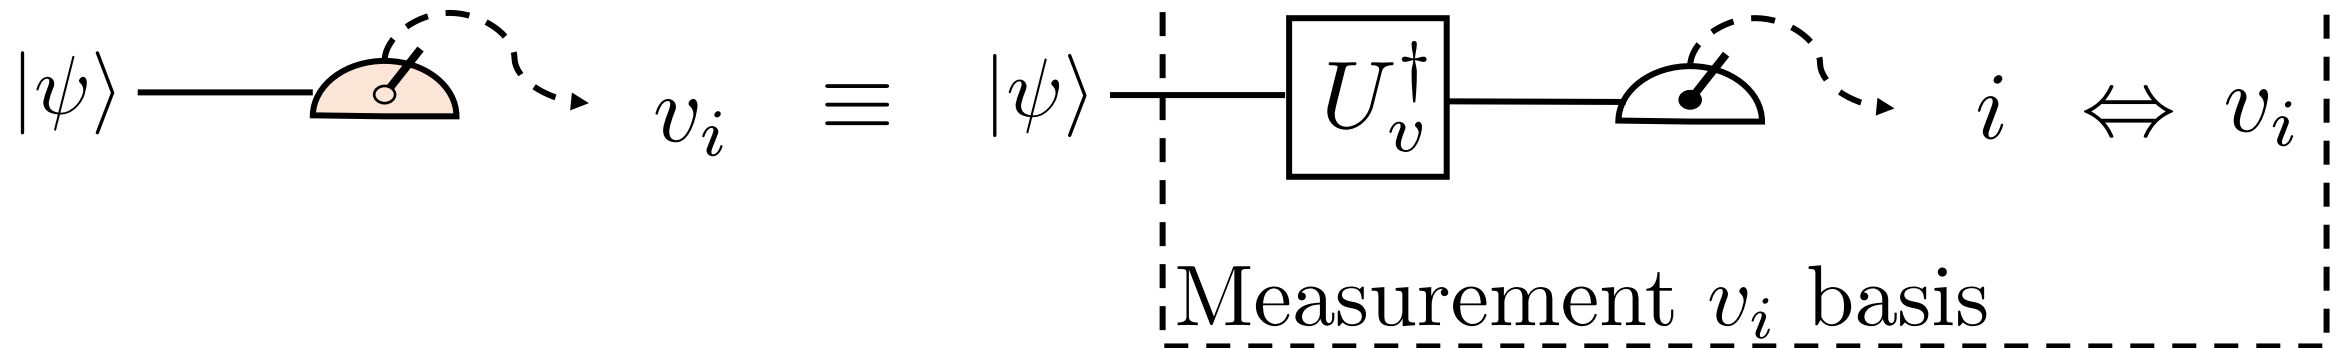 |ψ⟩ v_i ≡ |ψ⟩ U_v^† i ⇔ v_i
Measurement v_i basis